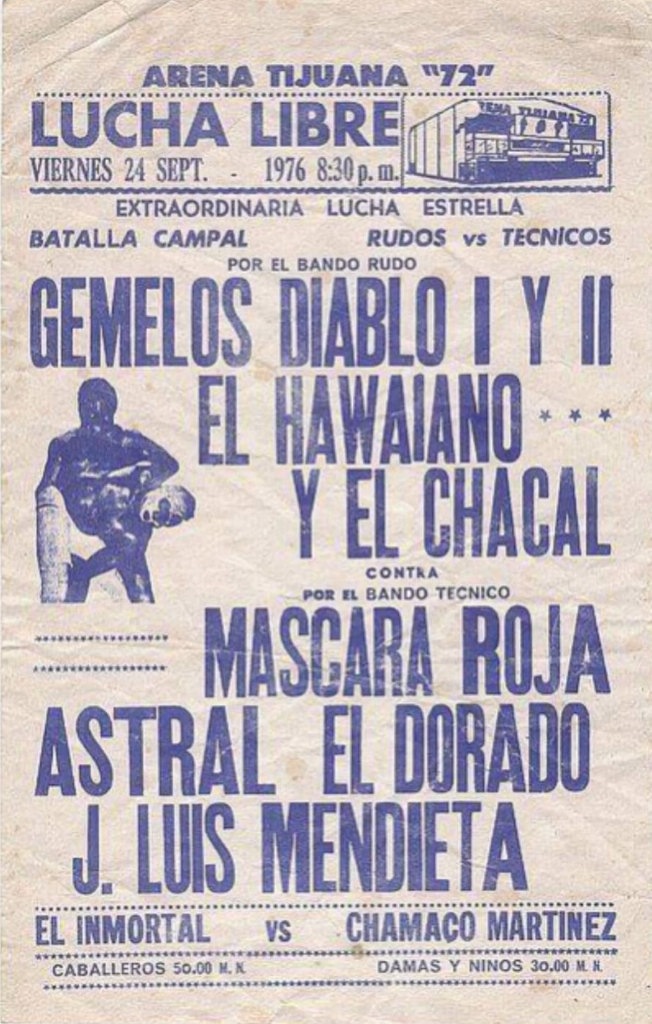 ARENA TIJUANA "72"
LUCHA LIBRE
VIERNES 24 SEPT. - 1976 8:30 p. m.
EXTRAORDINARIA LUCHA ESTRELLA
BATALLA CAMPAL RUDOS vs TECNICOS
POR EL BANDO RUDO
GEMELOS DIABLO I Y II
EL HAWAIANO
Y EL CHACAL
CONTRA
POR EL BANDO TECNICO
MASCARA ROJA
ASTRAL EL DORADO
J. LUIS MENDIETA
EL INMORTAL VS CHAMACO MARTINEZ
CABALLEROS 50.00 M. N. DAMAS Y NINOS 30.00 M. N.